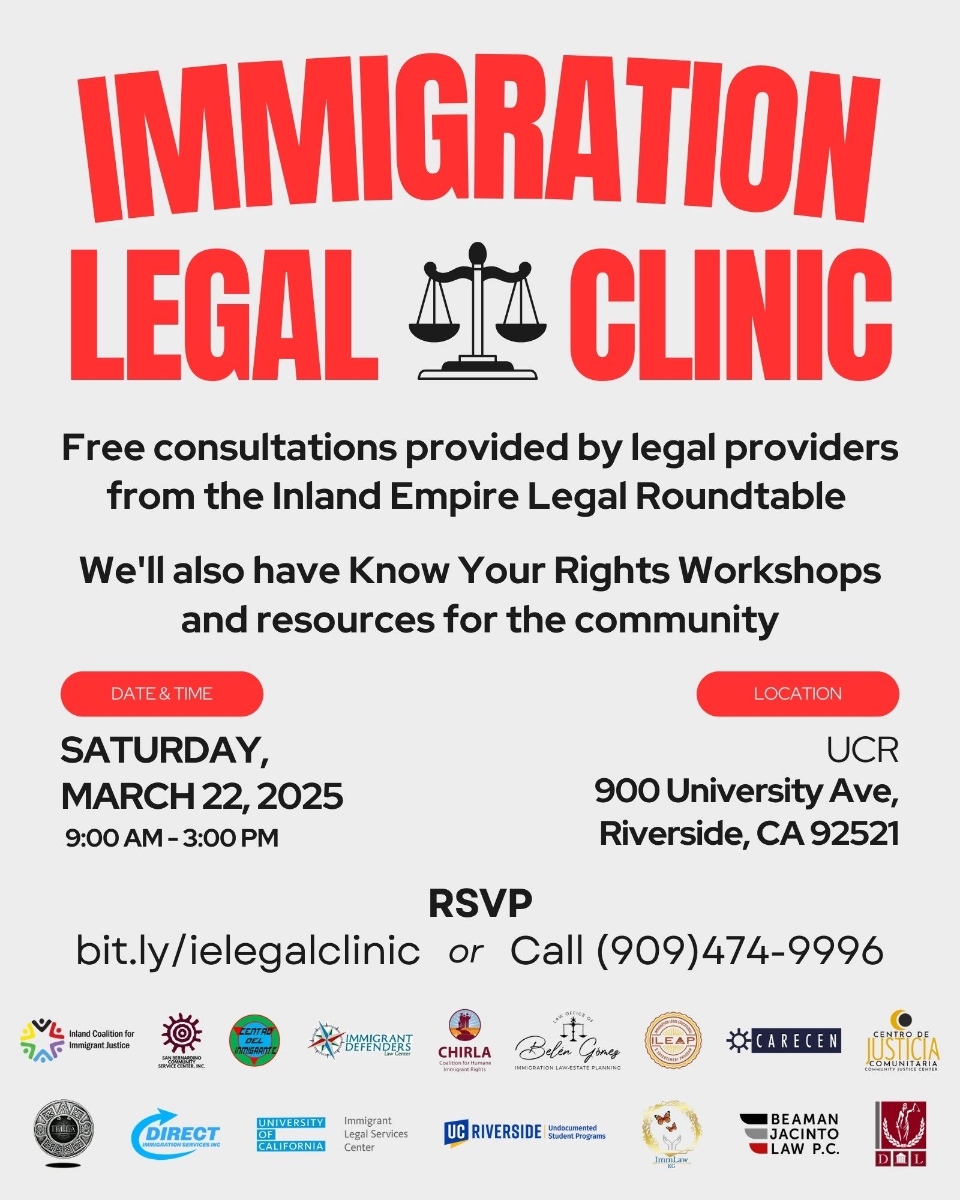 IMMIGRATION
LEGAL CLINIC
Free consultations provided by legal providers
from the Inland Empire Legal Roundtable
We'll also have Know Your Rights Workshops
and resources for the community
DATE & TIME
SATURDAY,
MARCH 22, 2025
9:00 AM - 3:00 PM
LOCATION
UCR
900 University Ave,
Riverside, CA 92521
RSVP
bit.ly/ielegalclinic or Call (909)474-9996
Inland Coalition for
Immigrant Justice
SAN BERNARDINO
COMMUNITY
SERVICE CENTER, INC.
CENTRO
DEL
INMIGRANTE
IMMIGRANT
DEFENDERS
Law Center
CHIRLA
Coalition for Humane
Immigrant Rights
LAW OFFICE OF
Belén Gómez
IMMIGRATION LAW-ESTATE PLANNING
ILEAP
CARECEN
CENTRO DE
JUSTICIA
COMUNITARIA
COMMUNITY JUSTICE CENTER
DIRECT
IMMIGRATION SERVICES INC
UNIVERSITY
OF
CALIFORNIA
Immigrant
Legal Services
Center
UC RIVERSIDE
Undocumented
Student Programs
ImmLaw
KG
BEAMAN
JACINTO
LAW P.C.
D L